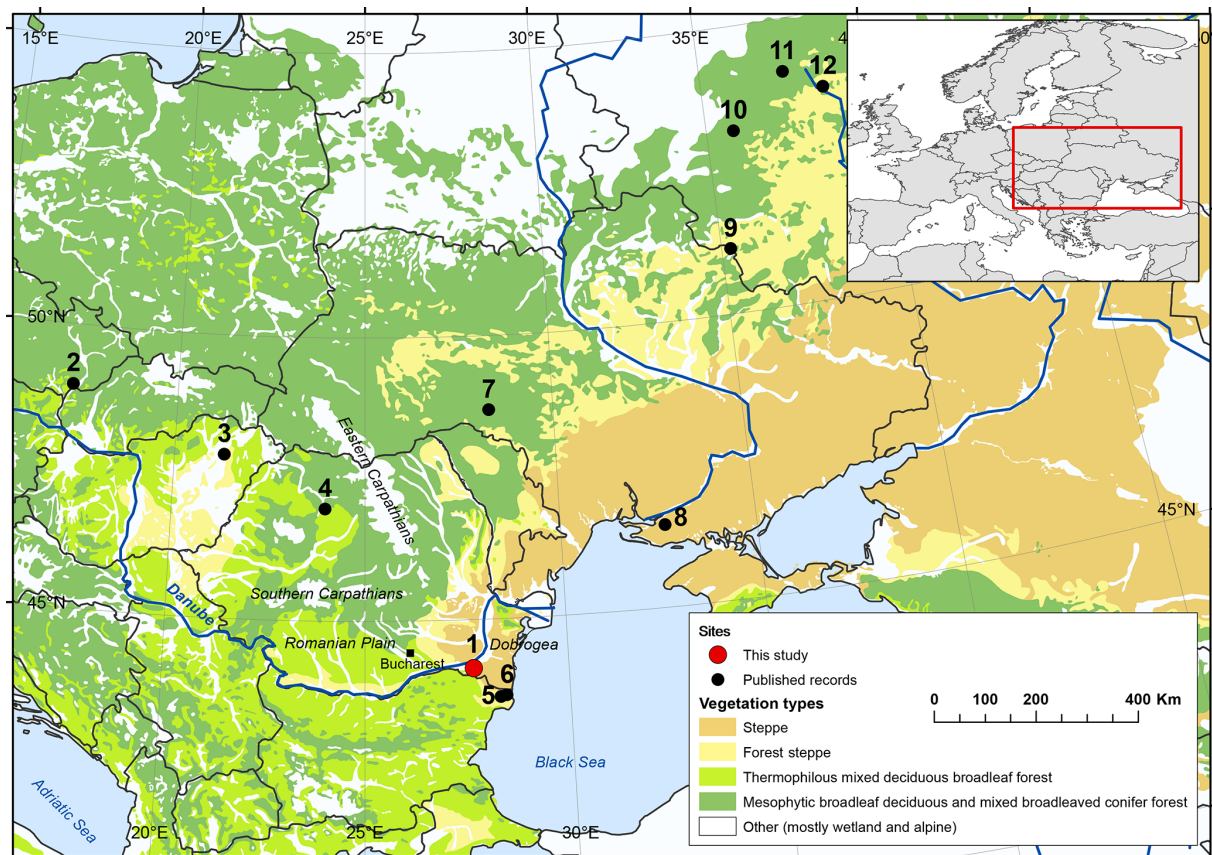 15°E
20°E
25°E
30°E
35°E
4
0°
11
12
10
9
50°N
2
7
3
Eastern Carpathians
4
8
45°N
45°N
Southern Carpathians
Danube
Romanian Plain
1
Dobrogea
Bucharest
6
5
Black Sea
Adriatic Sea
20°E
25°E
30°E
Sites
This study
Published records
Vegetation types
0 100 200 400 Km
Steppe
Forest steppe
Thermophilous mixed deciduous broadleaf forest
Mesophytic broadleaf deciduous and mixed broadleaved conifer forest
Other (mostly wetland and alpine)